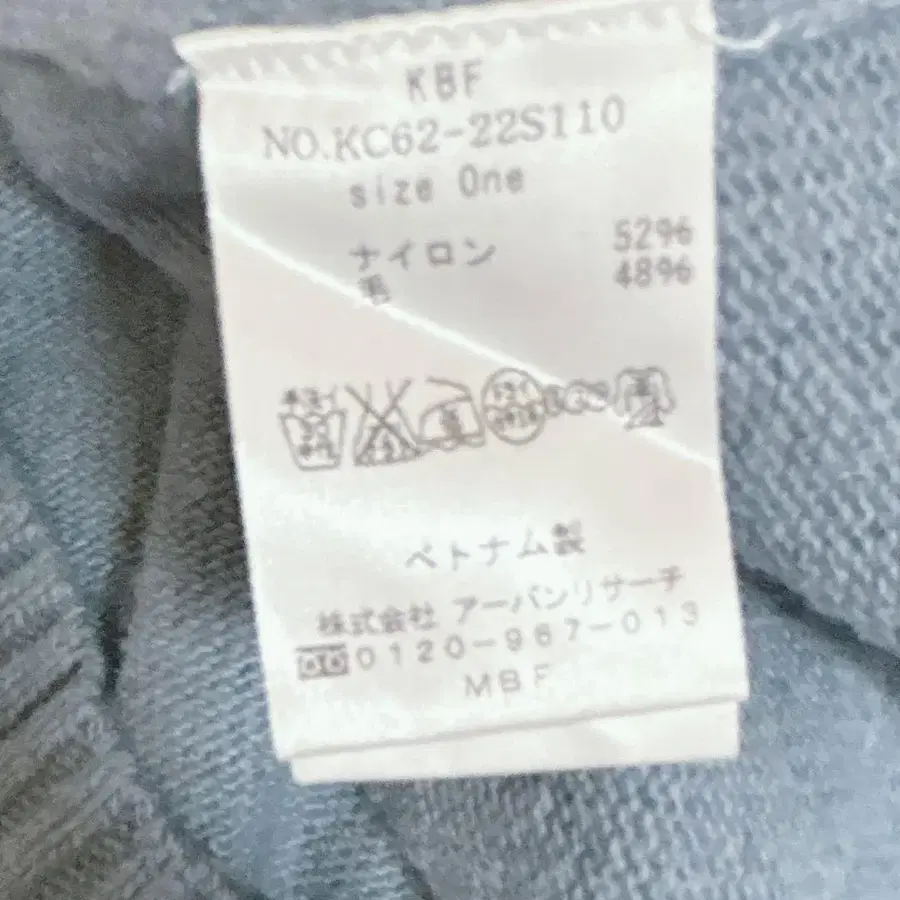 KBF
NO.KC62-22S110
size One
ナイロン 52%
毛 48%
ベトナム製
株式会社 アーバンリサーチ
0120-967-013
MBF